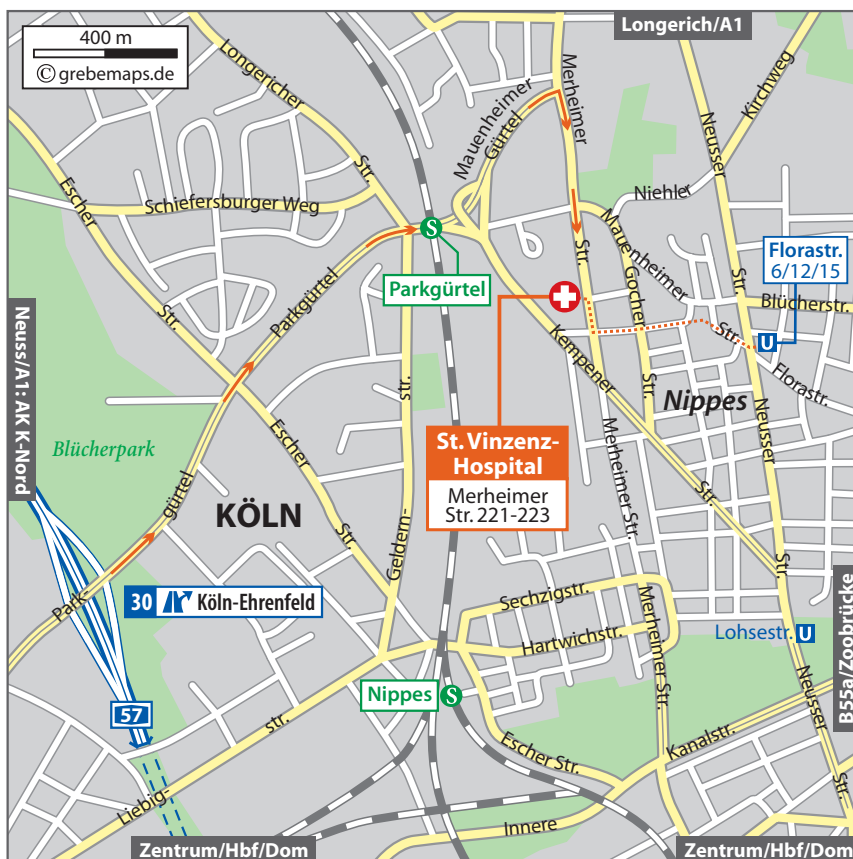 400 m
© grebemaps.de
Longerich/A1
Longericher
Str.
Mauenheimer
Gürtel
Merheimer
Str.
Neusser
Str.
Kirchweg
Escher
Str.
Schiefersburger Weg
Niehler
Mauenheimer
Str.
S
Parkgürtel
Parkgürtel
Florastr.
6/12/15
U
Blücherstr.
Gocher
Str.
Florastr.
Neuss/A1: AK K-Nord
Kempener
Str.
Geldern-
str.
Nippes
Blücherpark
Escher
Str.
St. Vinzenz-
Hospital
Merheimer
Str. 221-223
Merheimer Str.
Neusser
Str.
Park-
gürtel
KÖLN
30
Köln-Ehrenfeld
Sechzigstr.
Hartwichstr.
Merheimer Str.
Lohsestr. U
B55a/Zoobrücke
57
Nippes S
Neusser
Str.
Escher Str.
Kanalstr.
Liebig-
str.
Innere
Zentrum/Hbf/Dom
Zentrum/Hbf/Dom